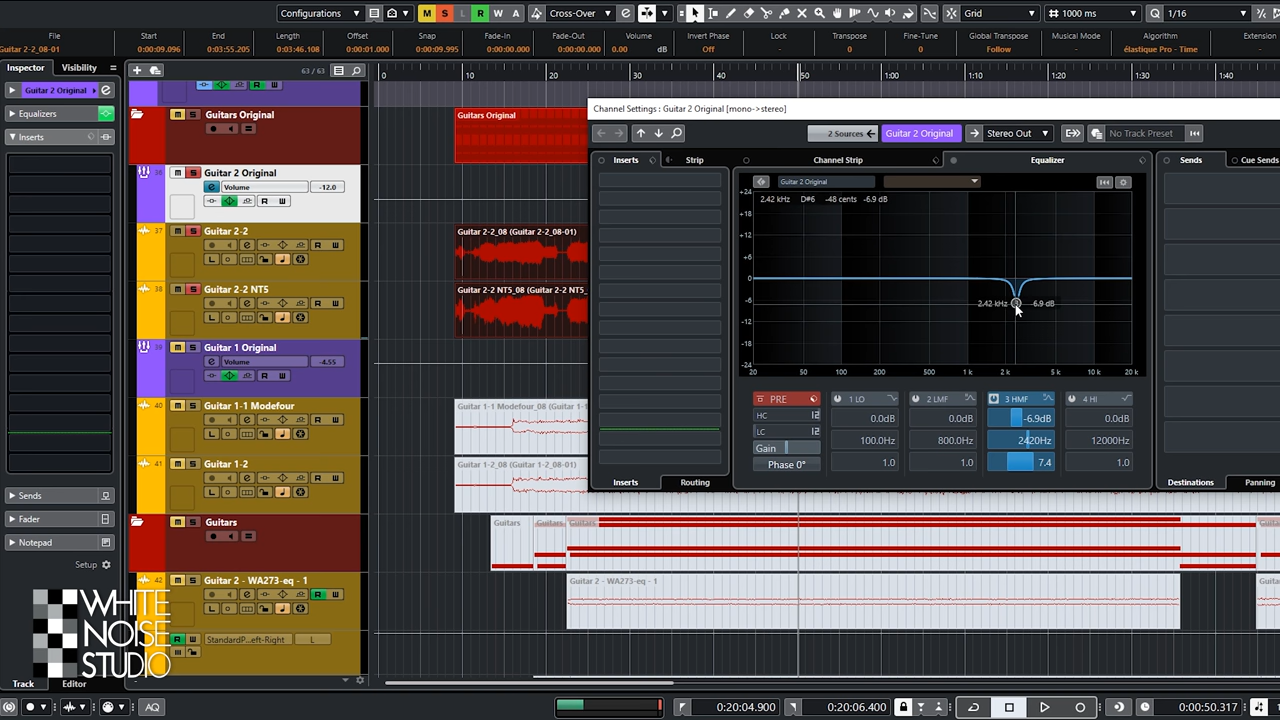 Configurations
M S L R W A
Cross-Over
Grid
1000 ms
1/16
File
Guitar 2-2_08-01
Start
0:00:09.096
End
0:03:55.205
Length
0:03:46.108
Offset
0:00:01.000
Snap
0:00:09.995
Fade-In
0:00:00.000
Fade-Out
0:00:00.000
Volume
0.00 dB
Invert Phase
Off
Lock
-
Transpose
0
Fine-Tune
0
Global Transpose
Follow
Musical Mode
-
Algorithm
élastique Pro - Time
Extension
Inspector Visibility
63 / 63
0 10 20 30 40 50 1:00 1:10 1:20 1:30 1:40
Guitar 2 Original
Equalizers
Inserts
Sends
Fader
Notepad
Setup
WHITE
NOISE
STUDIO
Track Editor
Guitars Original
36
M S Guitar 2 Original
Volume -12.0
R W
37
M S Guitar 2-2
R W
38
M S Guitar 2-2 NT5
R W
39
M S Guitar 1 Original
Volume -4.55
R W
40
M S Guitar 1-1 Modefour
R W
41
M S Guitar 1-2
R W
Guitars
42
M S Guitar 2 - WA273-eq - 1
R W
R W StandardP...eft-Right L
Guitars Original
Guitar 2-2_08 (Guitar 2-2_08-01)
Guitar 2-2 NT5_08 (Guitar 2-2 NT5_
Guitar 1-1 Modefour_08 (Guitar 1-1
Guitar 1-2_08 (Guitar 1-2_08-01)
Guitars Guitars Guitars
Guitar 2 - WA273-eq - 1
Channel Settings : Guitar 2 Original [mono->stereo]
2 Sources Guitar 2 Original Stereo Out No Track Preset
Inserts Strip Channel Strip Equalizer Sends Cue Sends
Guitar 2 Original
2.42 kHz D#6 -48 cents -6.9 dB
+24
+18
+12
+6
0
-6
-12
-18
-24
2.42 kHz -6.9 dB
20 50 100 200 500 1 k 2 k 5 k 10 k 20 k
PRE 1 LO 2 LMF 3 HMF 4 HI
HC 0.0dB 0.0dB -6.9dB 0.0dB
LC 100.0Hz 800.0Hz 2420Hz 12000Hz
Gain 1.0 1.0 7.4 1.0
Phase 0°
Inserts Routing Destinations Panning
AQ
0:20:04.900 0:20:06.400 0:00:50.317